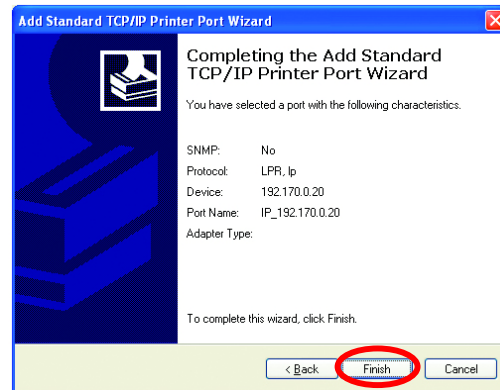 Add Standard TCP/IP Printer Port Wizard
Completing the Add Standard
TCP/IP Printer Port Wizard
You have selected a port with the following characteristics.
SNMP: No
Protocol: LPR, lp
Device: 192.170.0.20
Port Name: IP_192.170.0.20
Adapter Type:
To complete this wizard, click Finish.
< Back Finish Cancel